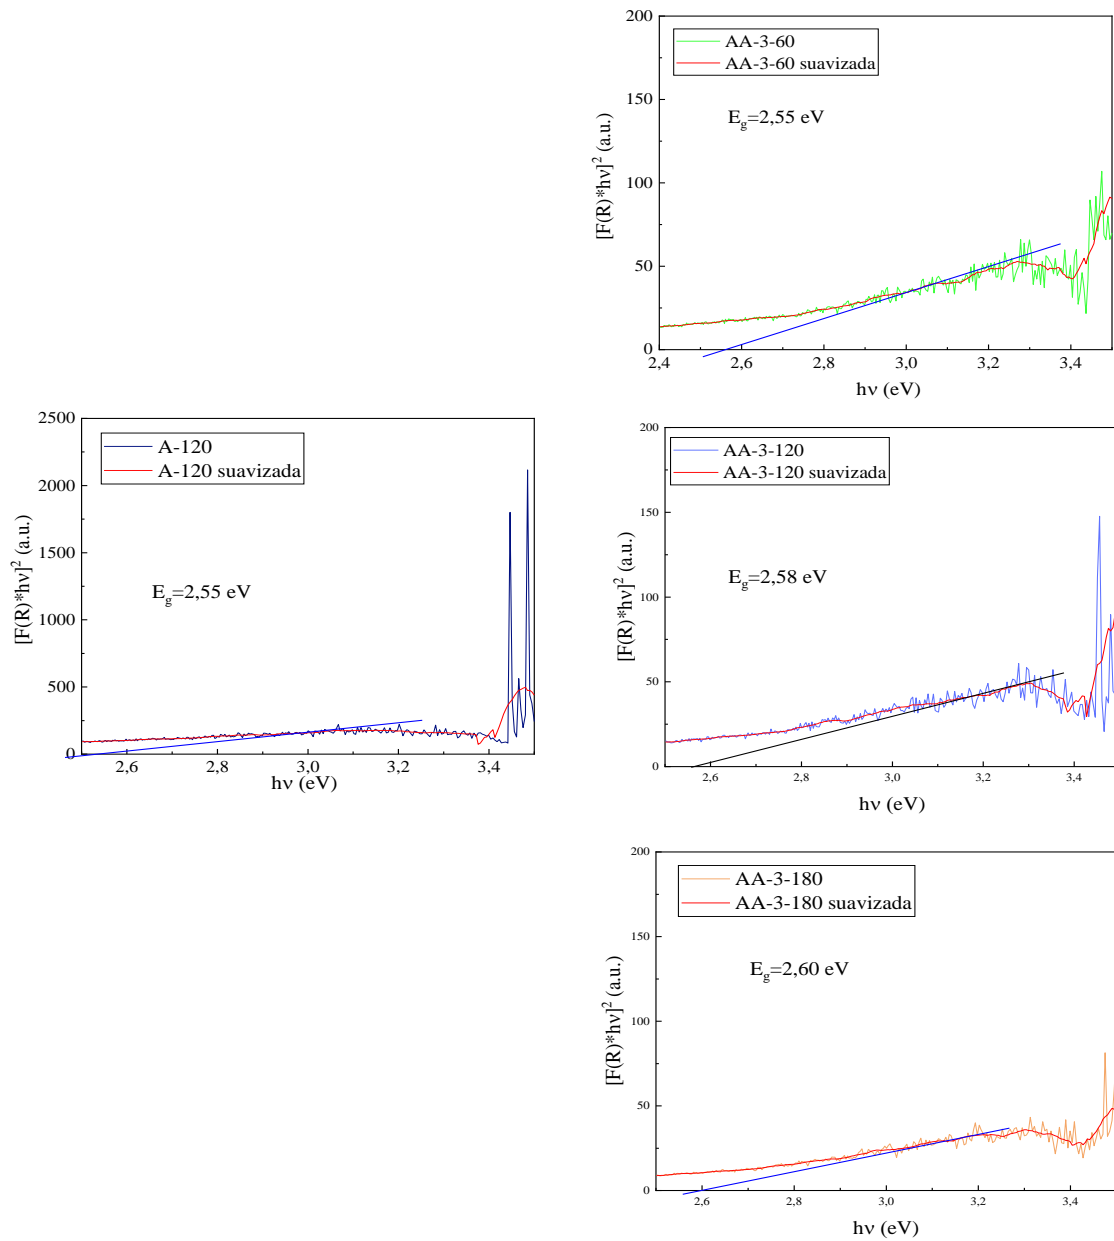 200
150
100
50
0
[F(R)*hν]² (a.u.)
AA-3-60
AA-3-60 suavizada
E_g=2,55 eV
2,4 2,6 2,8 3,0 3,2 3,4
hν (eV)
2500
2000
1500
1000
500
0
[F(R)*hν]² (a.u.)
A-120
A-120 suavizada
E_g=2,55 eV
2,6 2,8 3,0 3,2 3,4
hν (eV)
200
150
100
50
0
[F(R)*hν]² (a.u.)
AA-3-120
AA-3-120 suavizada
E_g=2,58 eV
2,6 2,8 3,0 3,2 3,4
hν (eV)
200
150
100
50
0
[F(R)*hν]² (a.u.)
AA-3-180
AA-3-180 suavizada
E_g=2,60 eV
2,6 2,8 3,0 3,2 3,4
hν (eV)